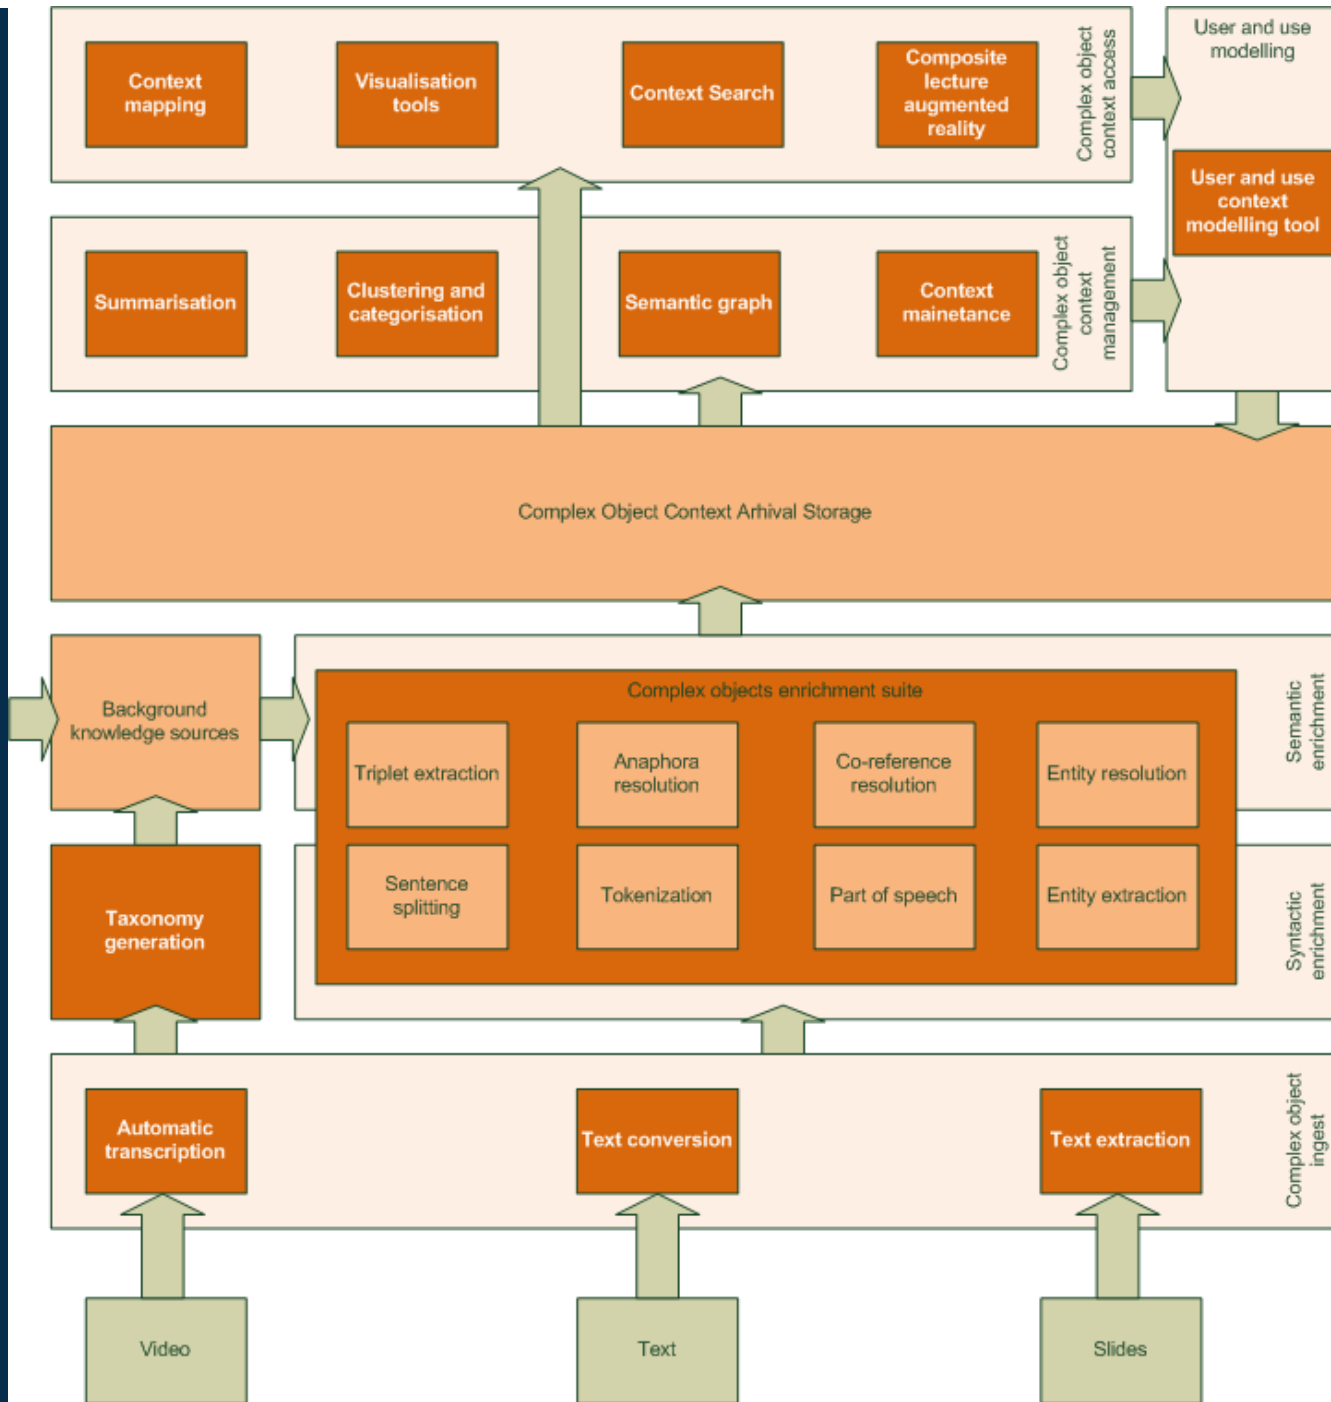 Context
mapping
Visualisation
tools
Context Search
Composite
lecture
augmented
reality
Complex object
context access
User and use
modelling
User and use
context
modelling tool
Summarisation
Clustering and
categorisation
Semantic graph
Context
mainetance
Complex object
context
management
Complex Object Context Arhival Storage
Background
knowledge sources
Complex objects enrichment suite
Triplet extraction
Anaphora
resolution
Co-reference
resolution
Entity resolution
Semantic
enrichment
Taxonomy
generation
Sentence
splitting
Tokenization
Part of speech
Entity extraction
Syntactic
enrichment
Automatic
transcription
Text conversion
Text extraction
Complex object
ingest
Video
Text
Slides